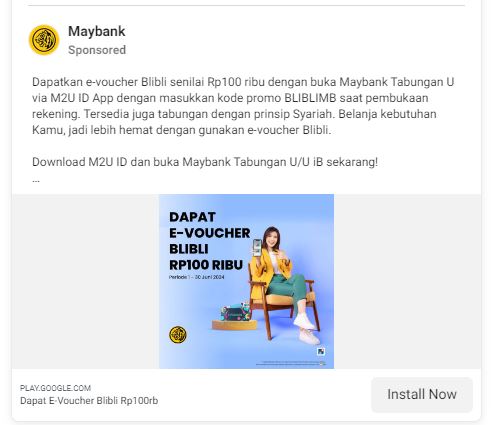 Maybank
Sponsored
Dapatkan e-voucher Blibli senilai Rp100 ribu dengan buka Maybank Tabungan U
via M2U ID App dengan masukkan kode promo BLIBLIMB saat pembukaan
rekening. Tersedia juga tabungan dengan prinsip Syariah. Belanja kebutuhan
Kamu, jadi lebih hemat dengan gunakan e-voucher Blibli.
Download M2U ID dan buka Maybank Tabungan U/U iB sekarang!
...
DAPAT
E-VOUCHER
BLIBLI
RP100 RIBU
Periode 1 - 30 Juni 2024
PLAY.GOOGLE.COM
Dapat E-Voucher Blibli Rp100rb
Install Now